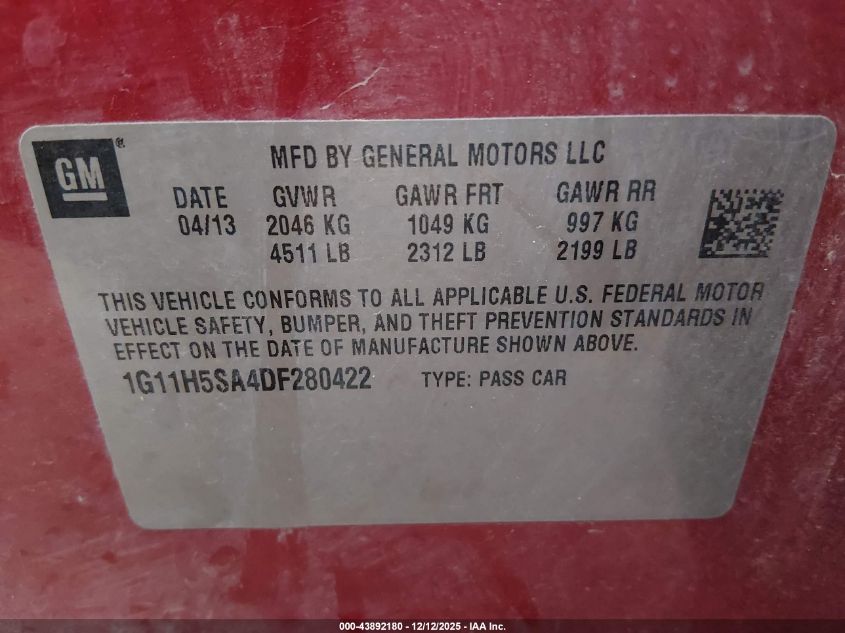 GM®
MFD BY GENERAL MOTORS LLC
DATE GVWR GAWR FRT GAWR RR
04/13 2046 KG 1049 KG 997 KG
4511 LB 2312 LB 2199 LB
THIS VEHICLE CONFORMS TO ALL APPLICABLE U.S. FEDERAL MOTOR
VEHICLE SAFETY, BUMPER, AND THEFT PREVENTION STANDARDS IN
EFFECT ON THE DATE OF MANUFACTURE SHOWN ABOVE.
1G11H5SA4DF280422 TYPE: PASS CAR
000-43892180 - 12/12/2025 - IAA Inc.